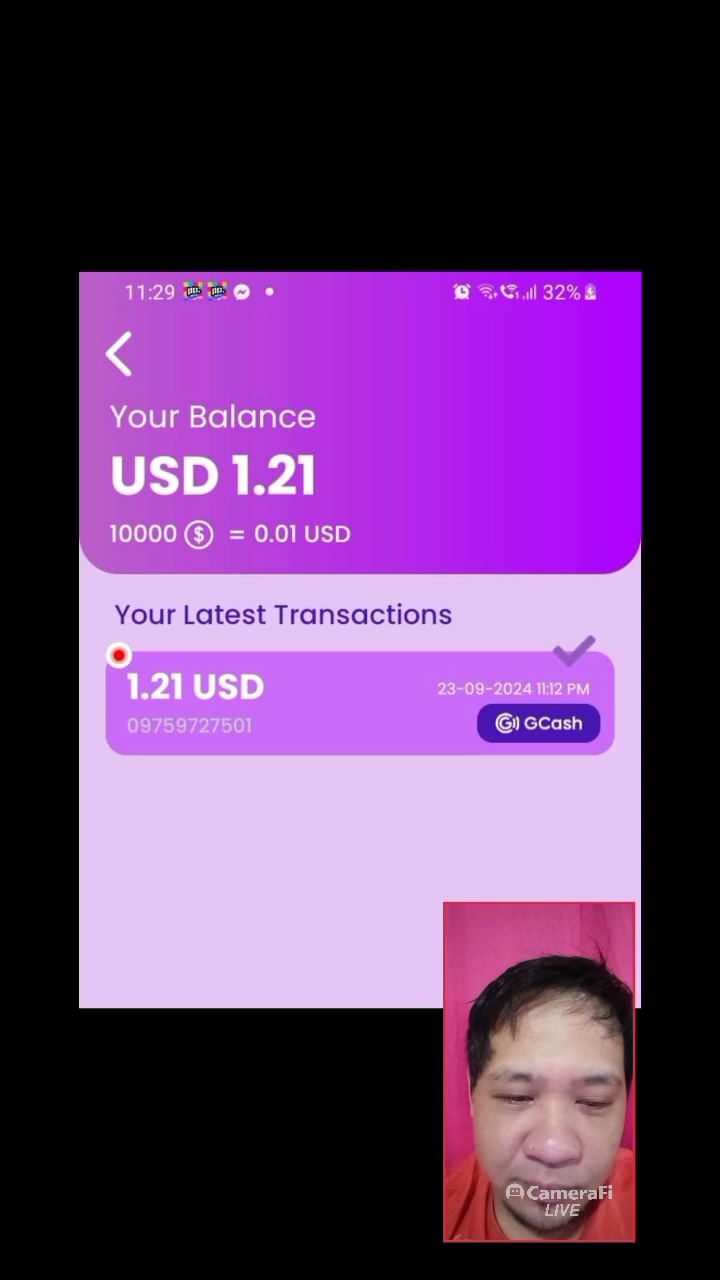 11:29
32%
Your Balance
USD 1.21
10000 $ = 0.01 USD
Your Latest Transactions
1.21 USD
23-09-2024 11:12 PM
09759727501
GCash
CameraFi
LIVE